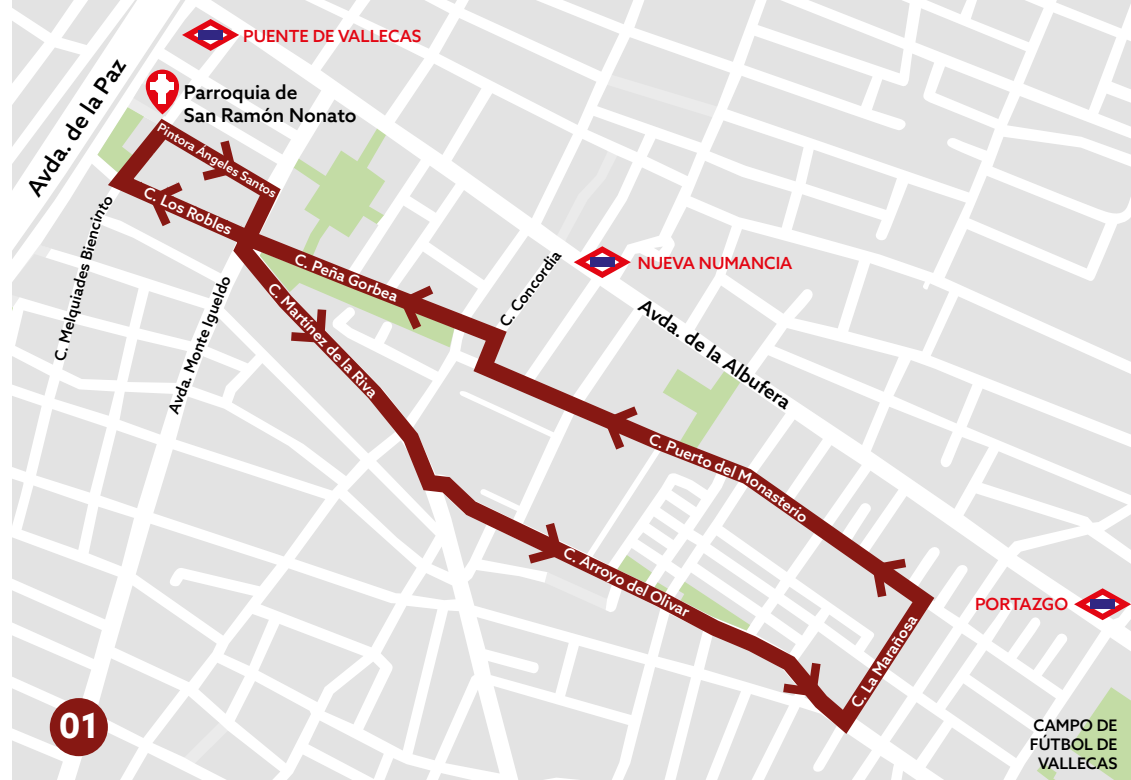 PUENTE DE VALLECAS
Avda. de la Paz
Parroquia de
San Ramón Nonato
Pintora Ángeles Santos
C. Los Robles
C. Melquiades Biencinto
Avda. Monte Igueldo
C. Peña Gorbea
C. Martínez de la Riva
C. Concordia
NUEVA NUMANCIA
Avda. de la Albufera
C. Puerto del Monasterio
C. Arroyo del Olivar
C. La Marañosa
PORTAZGO
CAMPO DE
FÚTBOL DE
VALLECAS
01